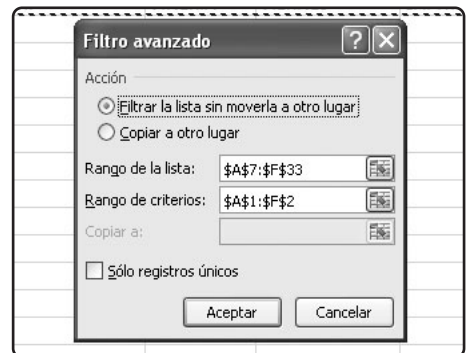 Filtro avanzado
Acción
Filtrar la lista sin moverla a otro lugar
Copiar a otro lugar
Rango de la lista: $A$7:$F$33
Rango de criterios: $A$1:$F$2
Copiar a:
Sólo registros únicos
Aceptar Cancelar